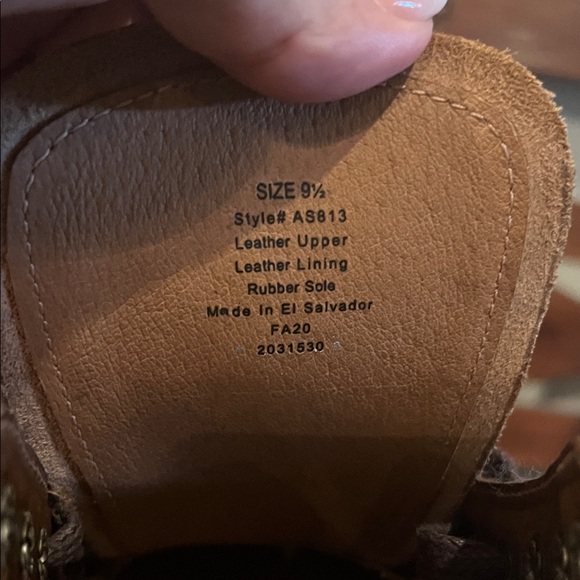 SIZE 9½
Style# AS813
Leather Upper
Leather Lining
Rubber Sole
Made In El Salvador
FA20
2031530